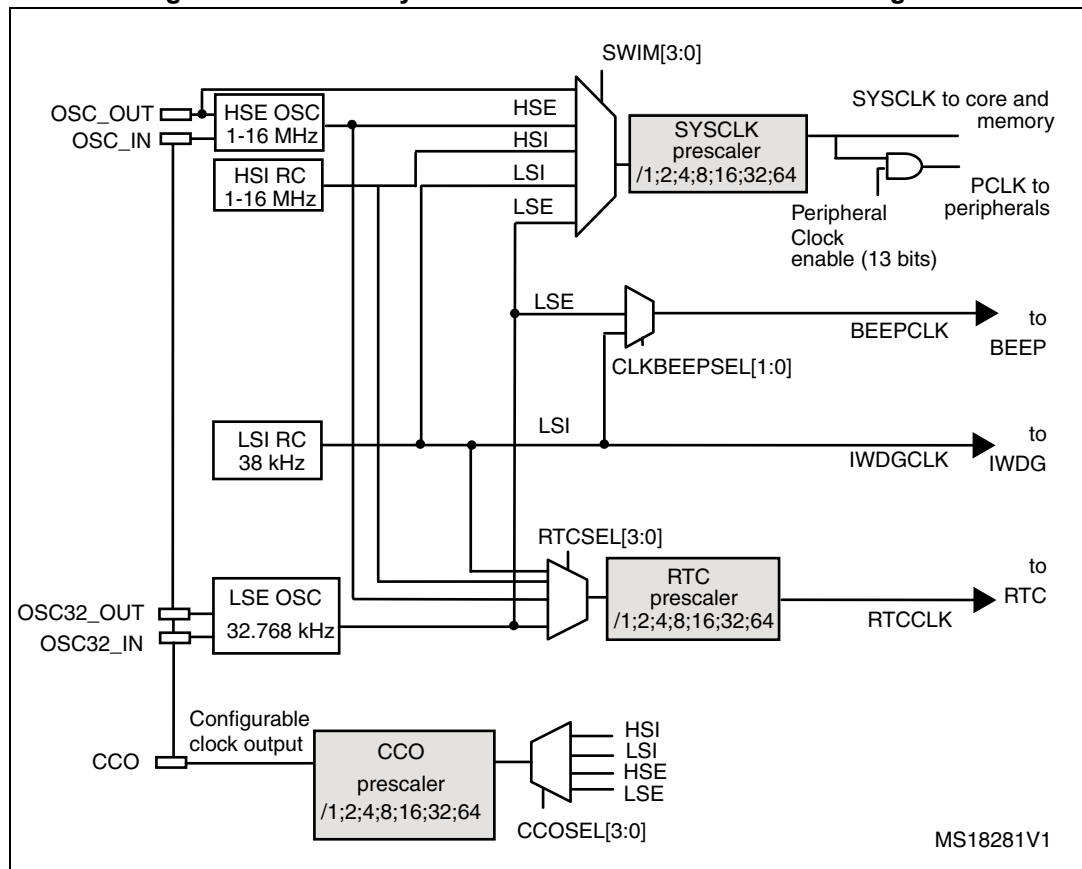 SWIM[3:0]
OSC_OUT
OSC_IN
HSE OSC
1-16 MHz
HSI RC
1-16 MHz
HSE
HSI
LSI
LSE
SYSCLK
prescaler
/1;2;4;8;16;32;64
SYSCLK to core and
memory
PCLK to
peripherals
Peripheral
Clock
enable (13 bits)
LSE
BEEPCLK
to
BEEP
CLKBEEPSEL[1:0]
LSI RC
38 kHz
LSI
IWDGCLK
to
IWDG
RTCSEL[3:0]
OSC32_OUT
OSC32_IN
LSE OSC
32.768 kHz
RTC
prescaler
/1;2;4;8;16;32;64
RTCCLK
to
RTC
Configurable
clock output
CCO
CCO
prescaler
/1;2;4;8;16;32;64
HSI
LSI
HSE
LSE
CCOSEL[3:0]
MS18281V1